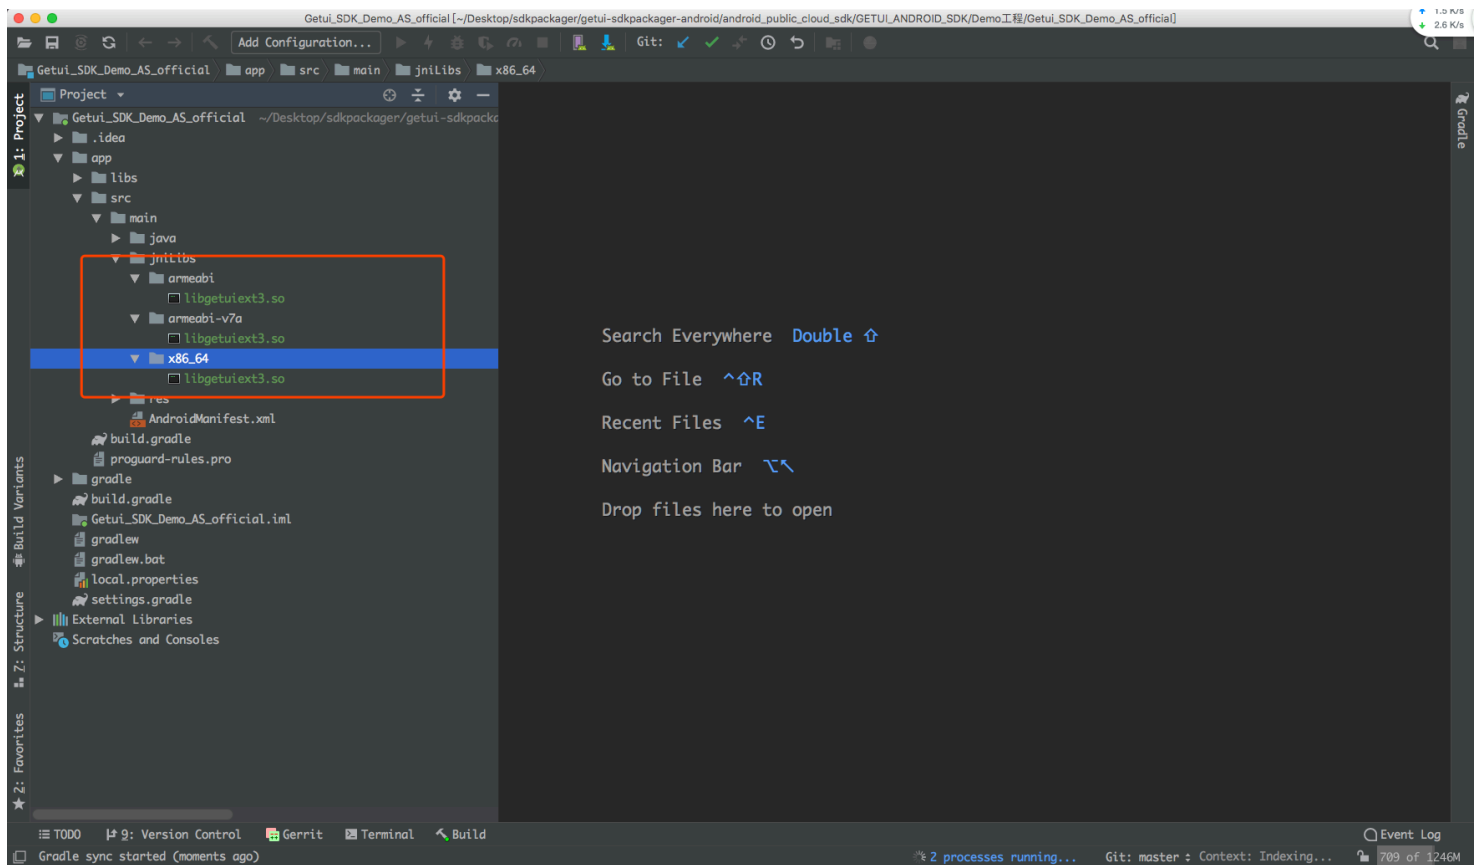 Getui_SDK_Demo_AS_official [~/Desktop/sdkpackager/getui-sdkpackager-android/android_public_cloud_sdk/GETUI_ANDROID_SDK/Demo工程/Getui_SDK_Demo_AS_official]
1.5 K/s
2.6 K/s
Add Configuration... Git:
Getui_SDK_Demo_AS_official app src main jniLibs x86_64
1: Project
Project
Getui_SDK_Demo_AS_official ~/Desktop/sdkpackager/getui-sdkpacka
.idea
app
libs
src
main
java
jniLibs
armeabi
libgetuiext3.so
armeabi-v7a
libgetuiext3.so
x86_64
libgetuiext3.so
res
AndroidManifest.xml
build.gradle
proguard-rules.pro
gradle
build.gradle
Getui_SDK_Demo_AS_official.iml
gradlew
gradlew.bat
local.properties
settings.gradle
External Libraries
Scratches and Consoles
Build Variants
Z: Structure
2: Favorites
Search Everywhere Double ⇧
Go to File ^⇧R
Recent Files ^E
Navigation Bar ⌥↖
Drop files here to open
Gradle
TODO 9: Version Control Gerrit Terminal Build Event Log
Gradle sync started (moments ago) 2 processes running... Git: master Context: Indexing... 709 of 1246M